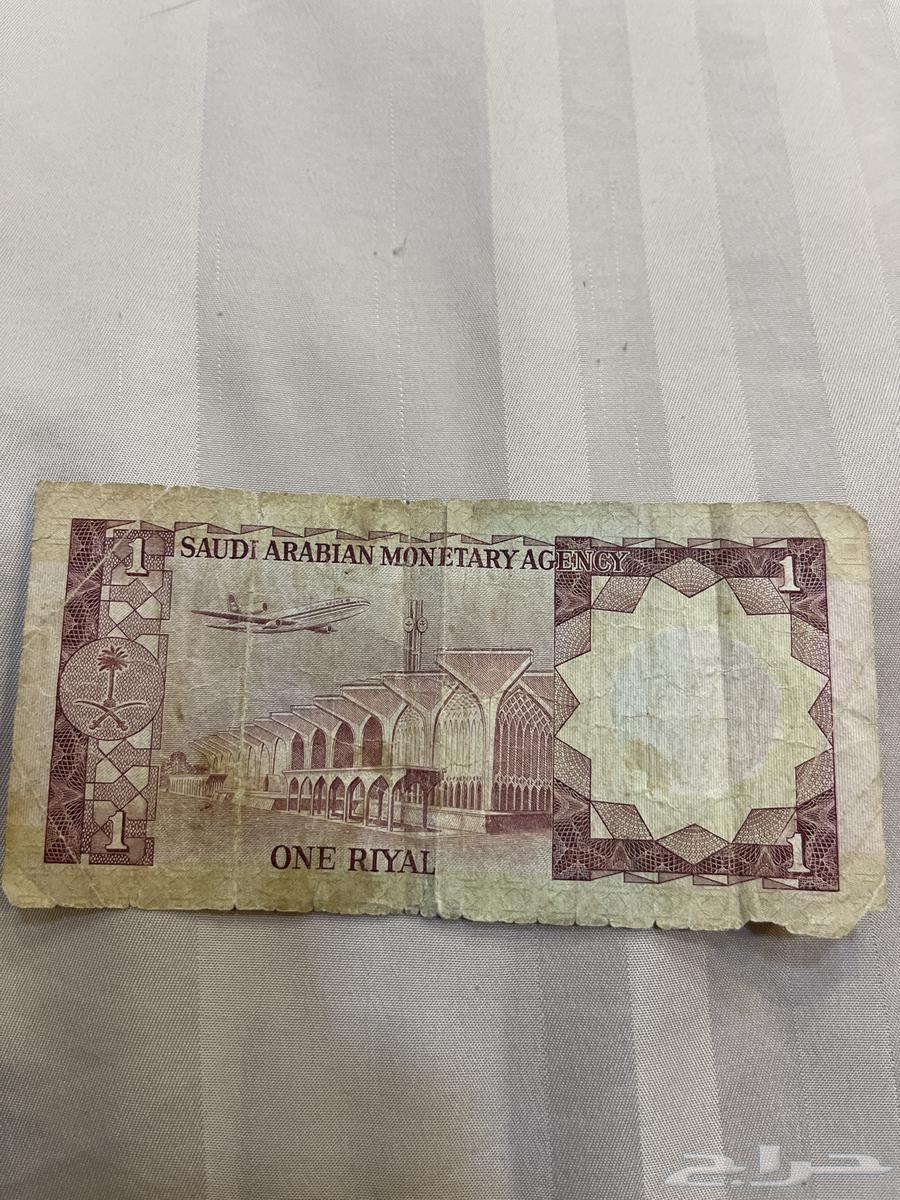 1 SAUDI ARABIAN MONETARY AGENCY 1
1 ONE RIYAL 1
حراج